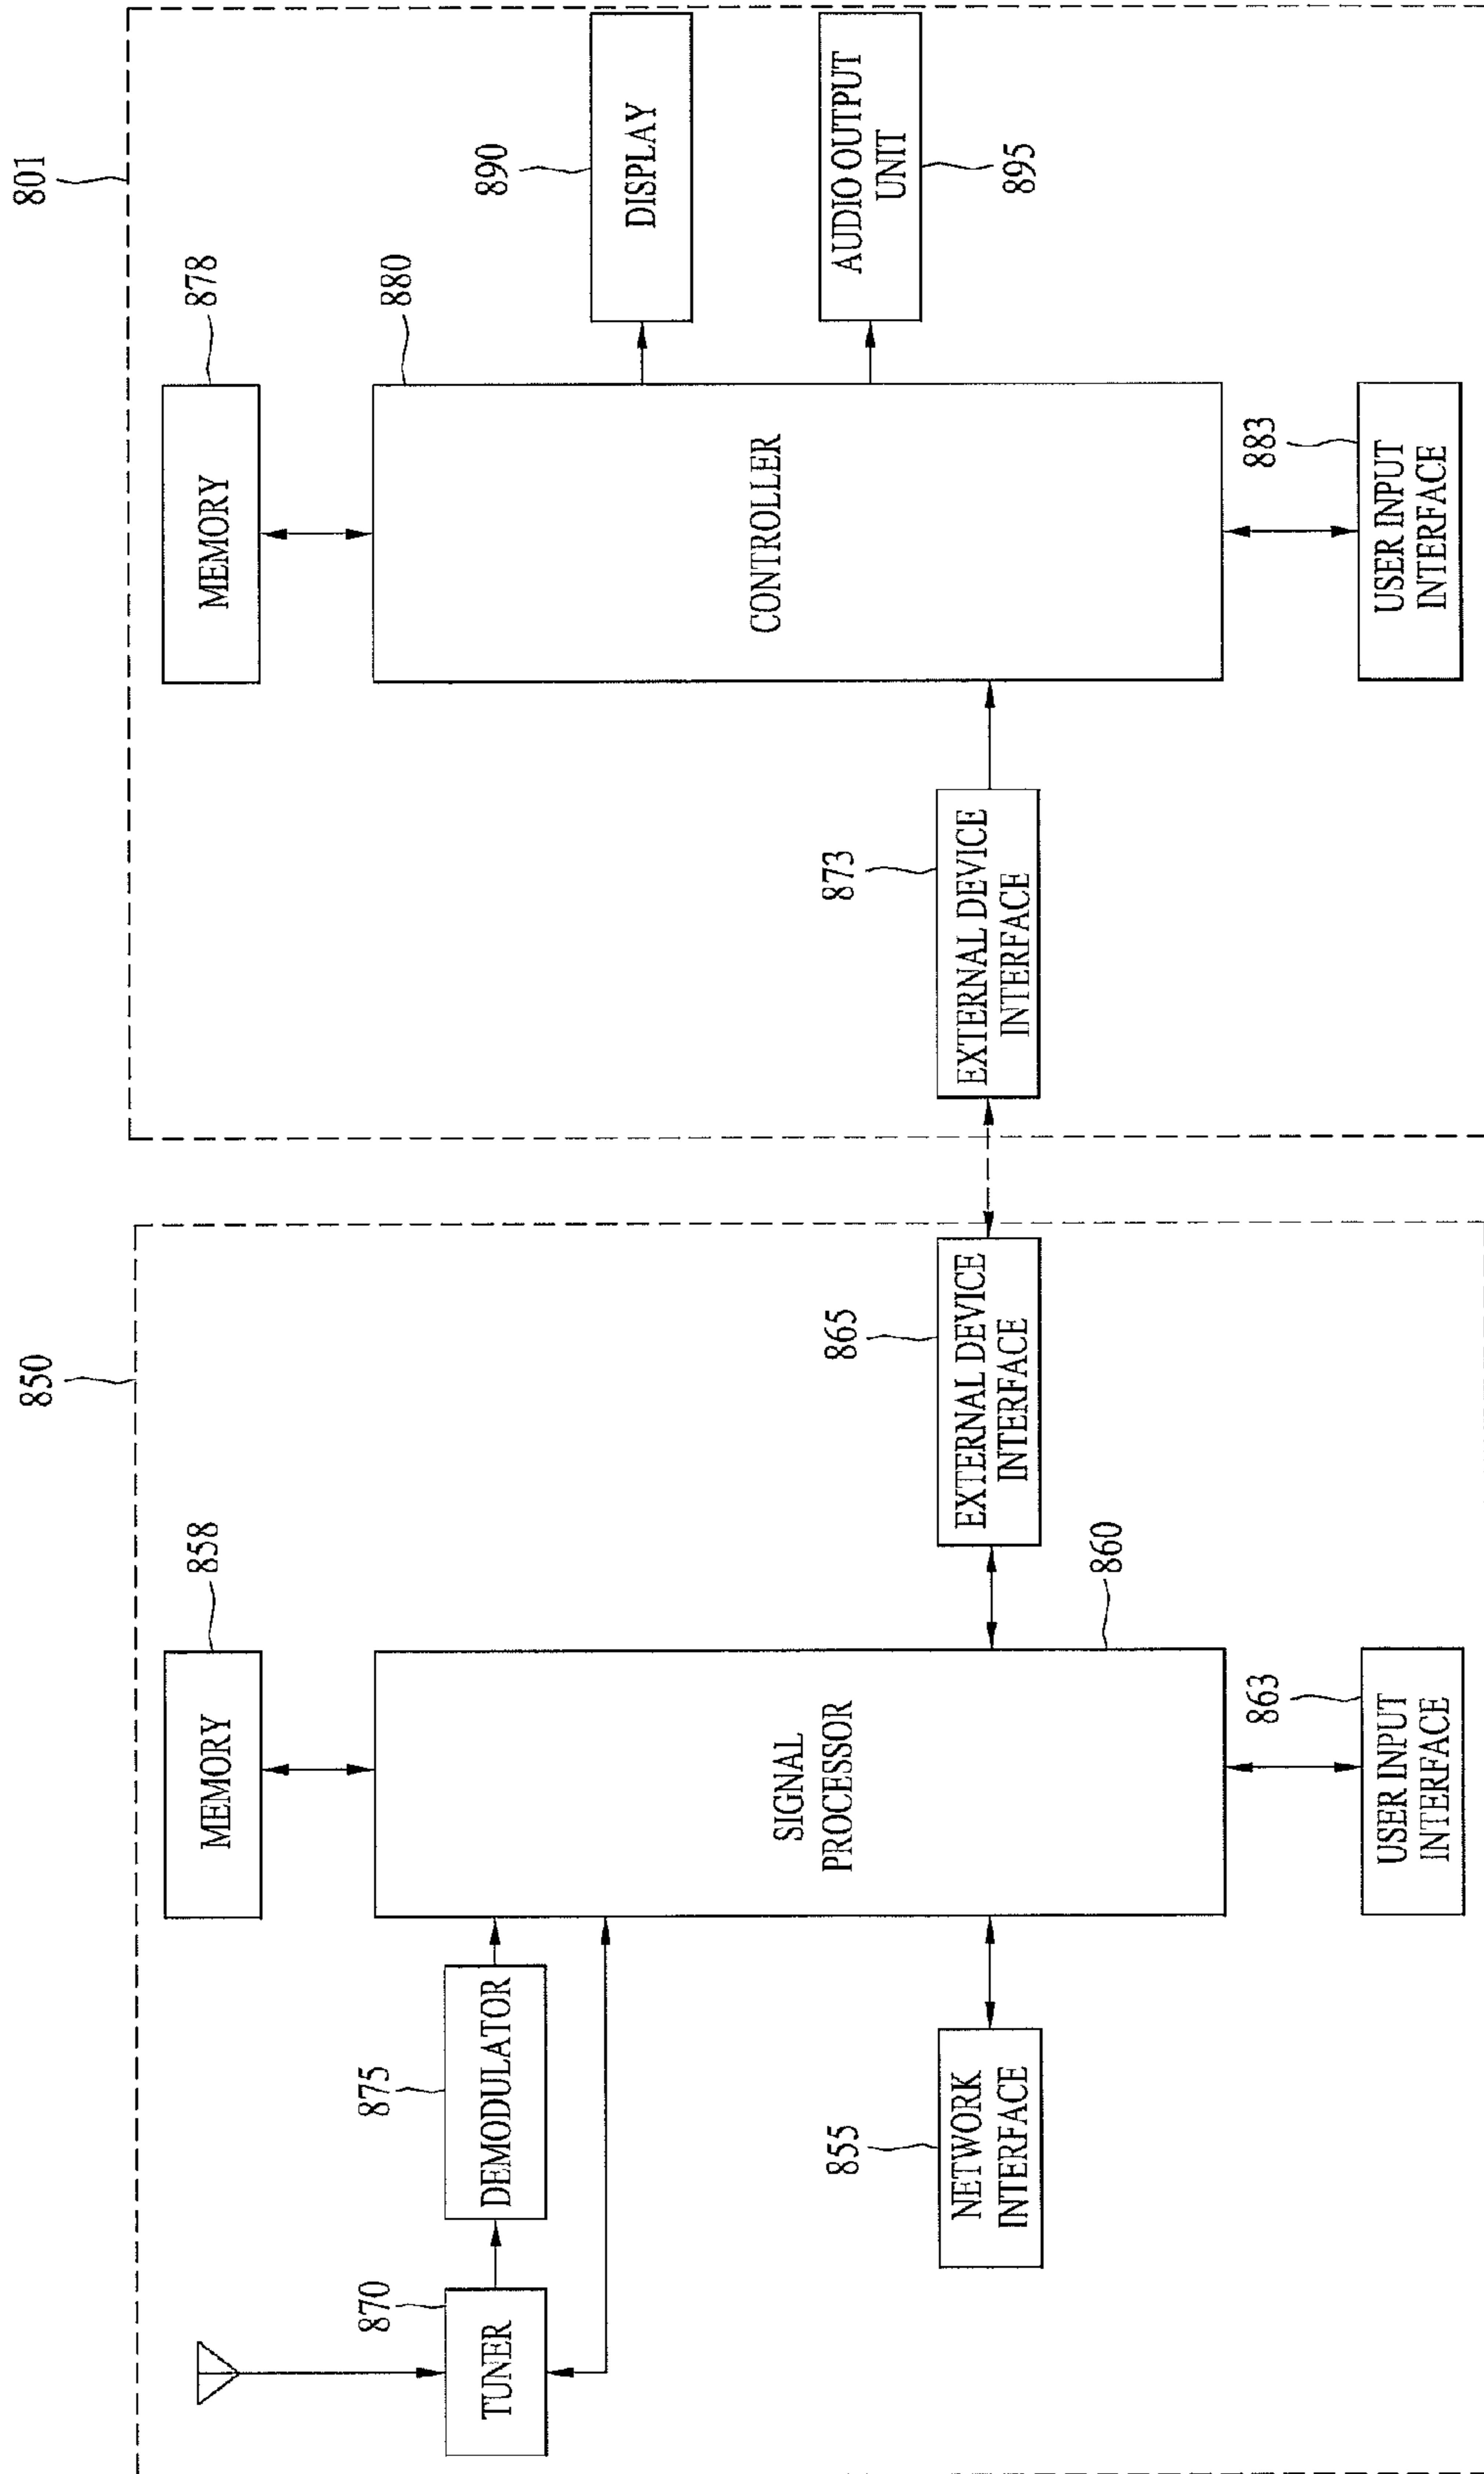 850
801
858
MEMORY
878
MEMORY
870
TUNER
875
DEMODULATOR
SIGNAL
PROCESSOR
860
880
CONTROLLER
890
DISPLAY
855
NETWORK
INTERFACE
865
EXTERNAL DEVICE
INTERFACE
873
EXTERNAL DEVICE
INTERFACE
AUDIO OUTPUT
UNIT
895
863
USER INPUT
INTERFACE
883
USER INPUT
INTERFACE